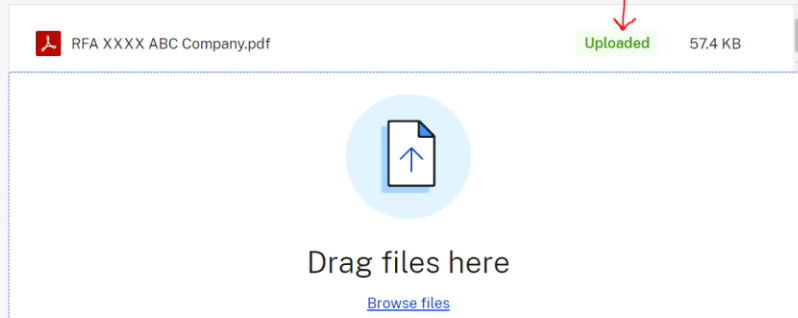 RFA XXXX ABC Company.pdf Uploaded 57.4 KB
Drag files here
Browse files